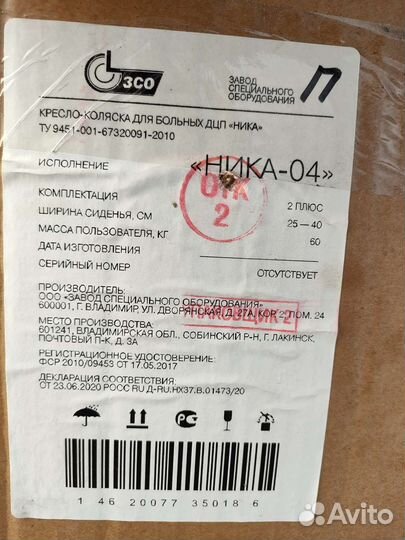 ЗСО
ЗАВОД
СПЕЦИАЛЬНОГО
ОБОРУДОВАНИЯ
П
КРЕСЛО-КОЛЯСКА ДЛЯ БОЛЬНЫХ ДЦП «НИКА»
ТУ 9451-001-67320091-2010
ИСПОЛНЕНИЕ «НИКА-04»
ОТК
2
КОМПЛЕКТАЦИЯ 2 ПЛЮС
ШИРИНА СИДЕНЬЯ, СМ 25—40
МАССА ПОЛЬЗОВАТЕЛЯ, КГ 60
ДАТА ИЗГОТОВЛЕНИЯ
СЕРИЙНЫЙ НОМЕР ОТСУТСТВУЕТ
ПРОИЗВОДИТЕЛЬ:
ООО «ЗАВОД СПЕЦИАЛЬНОГО ОБОРУДОВАНИЯ»
600001, Г. ВЛАДИМИР, УЛ. ДВОРЯНСКАЯ, Д. 27А, КОР 2, ПОМ. 24
УПАКОВЩИК-2
МЕСТО ПРОИЗВОДСТВА:
601241, ВЛАДИМИРСКАЯ ОБЛ., СОБИНСКИЙ Р-Н, Г. ЛАКИНСК,
ПОЧТОВЫЙ П-К, Д. 3А
РЕГИСТРАЦИОННОЕ УДОСТОВЕРЕНИЕ:
ФСР 2010/09453 ОТ 17.05.2017
ДЕКЛАРАЦИЯ СООТВЕТСТВИЯ:
ОТ 23.06.2020 РОСС RU Д-RU.НХ37.В.01473/20
РСТ
1 46 20077 35018 6
Avito